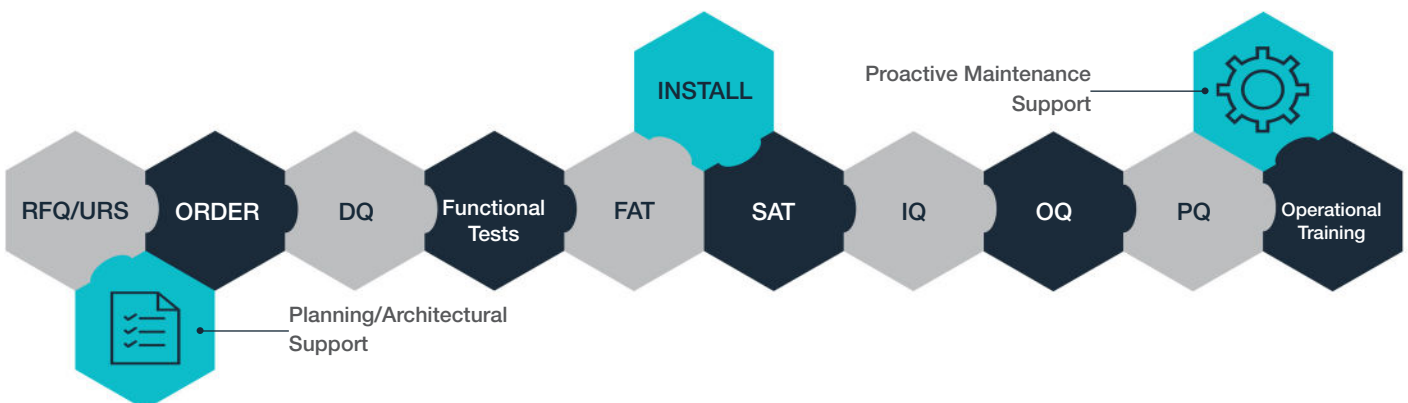 INSTALL
Proactive Maintenance
Support
RFQ/URS
ORDER
DQ
Functional
Tests
FAT
SAT
IQ
OQ
PQ
Operational
Training
Planning/Architectural
Support